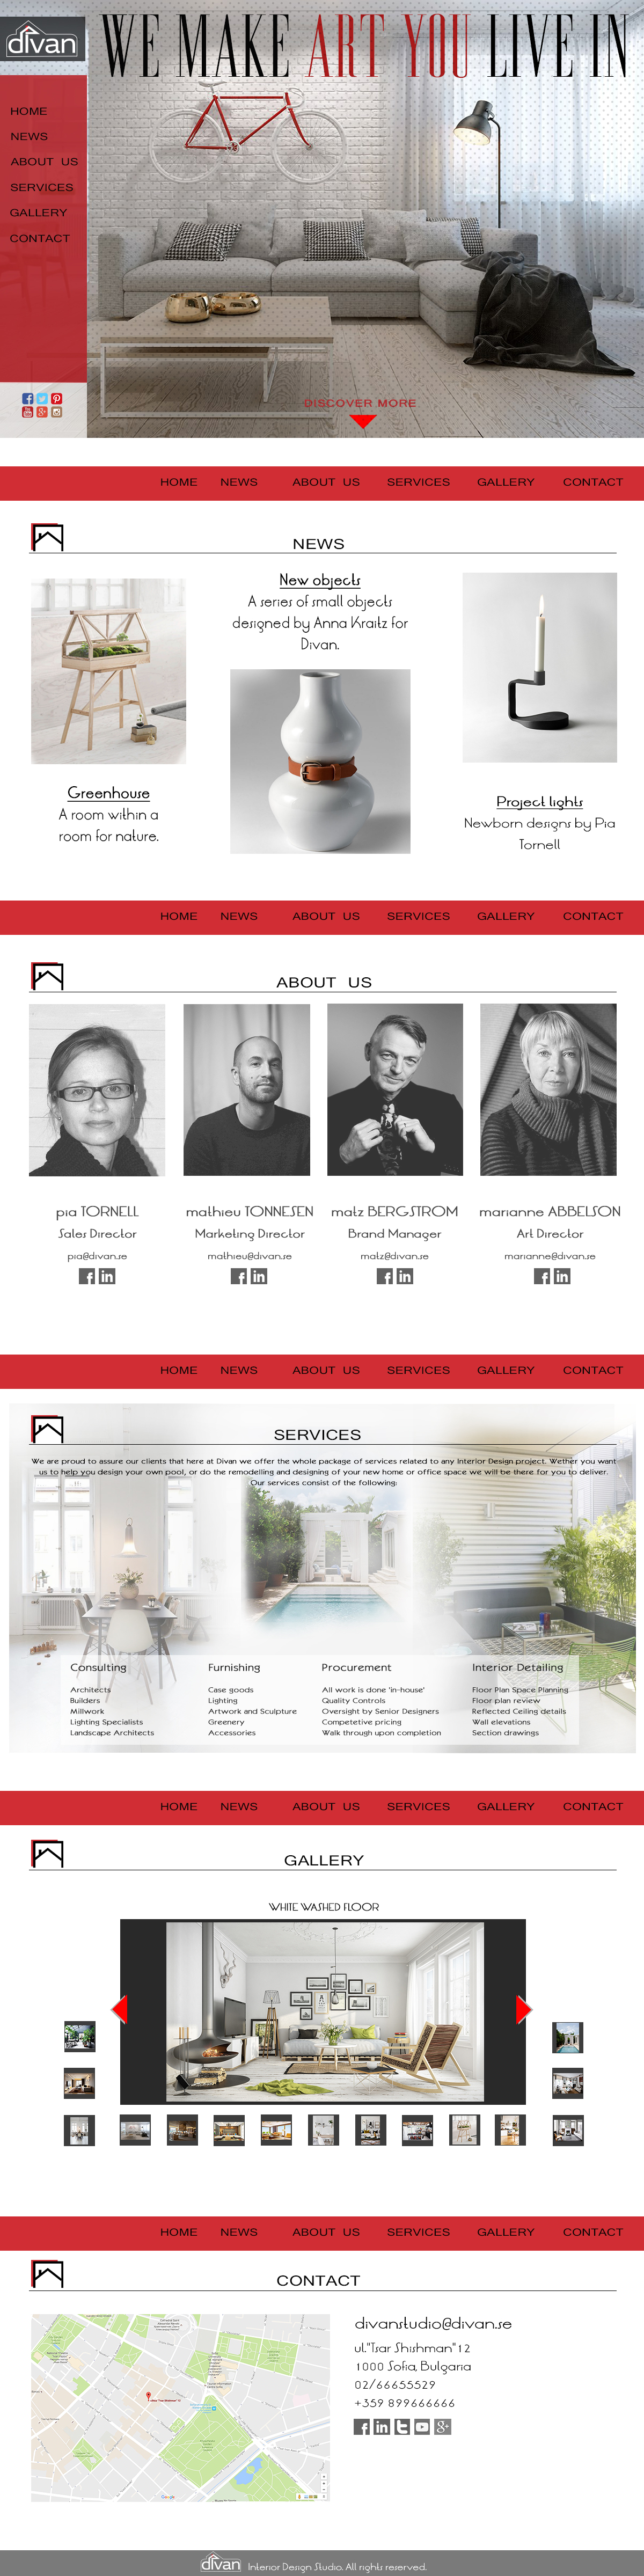 divan
WE MAKE ART YOU LIVE IN
HOME
NEWS
ABOUT US
SERVICES
GALLERY
CONTACT
DISCOVER MORE
HOME NEWS ABOUT US SERVICES GALLERY CONTACT
NEWS
New objects
A series of small objects
designed by Anna Kraitz for
Divan.
Greenhouse
A room within a
room for nature.
Project lights
Newborn designs by Pia
Tornell
HOME NEWS ABOUT US SERVICES GALLERY CONTACT
ABOUT US
pia TORNELL
Sales Director
pia@divan.se
mathieu TONNESEN
Marketing Director
mathieu@divan.se
matz BERGSTROM
Brand Manager
matz@divan.se
marianne ABBELSON
Art Director
marianne@divan.se
HOME NEWS ABOUT US SERVICES GALLERY CONTACT
SERVICES
We are proud to assure our clients that here at Divan we offer the whole package of services related to any Interior Design project. Wether you want
us to help you design your own pool, or do the remodelling and designing of your new home or office space we will be there for you to deliver.
Our services consist of the following:
Consulting
Architects
Builders
Millwork
Lighting Specialists
Landscape Architects
Furnishing
Case goods
Lighting
Artwork and Sculpture
Greenery
Accessories
Procurement
All work is done 'in-house'
Quality Controls
Oversight by Senior Designers
Competetive pricing
Walk through upon completion
Interior Detailing
Floor Plan Space Planning
Floor plan review
Reflected Ceiling details
Wall elevations
Section drawings
HOME NEWS ABOUT US SERVICES GALLERY CONTACT
GALLERY
WHITE WASHED FLOOR
HOME NEWS ABOUT US SERVICES GALLERY CONTACT
CONTACT
Google
divanstudio@divan.se
ul."Tsar Shishman"12
1000 Sofia, Bulgaria
02/66655529
+359 899666666
divan Interior Design Studio. All rights reserved.